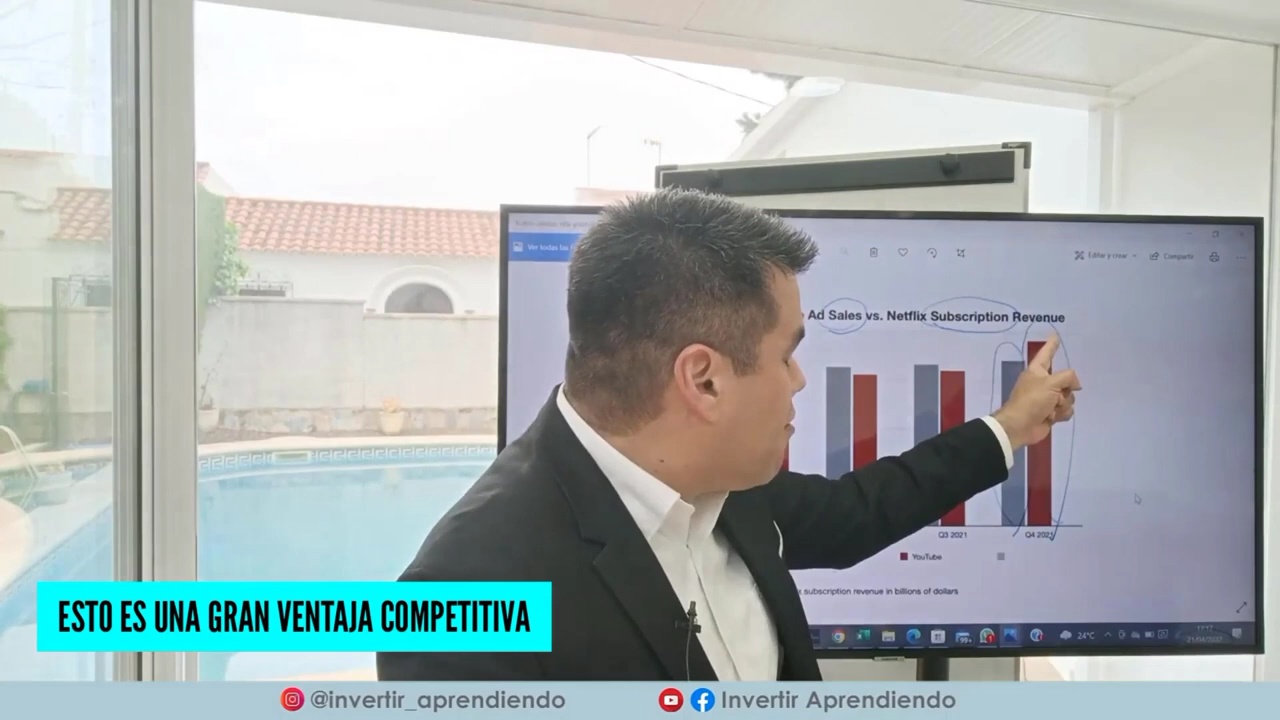 Ver todas las
Editar y crear
Compartir
Ad Sales vs. Netflix Subscription Revenue
Q3 2021
Q4 2021
YouTube
subscription revenue in billions of dollars
24°C
ESTO ES UNA GRAN VENTAJA COMPETITIVA
@invertir_aprendiendo
Invertir Aprendiendo